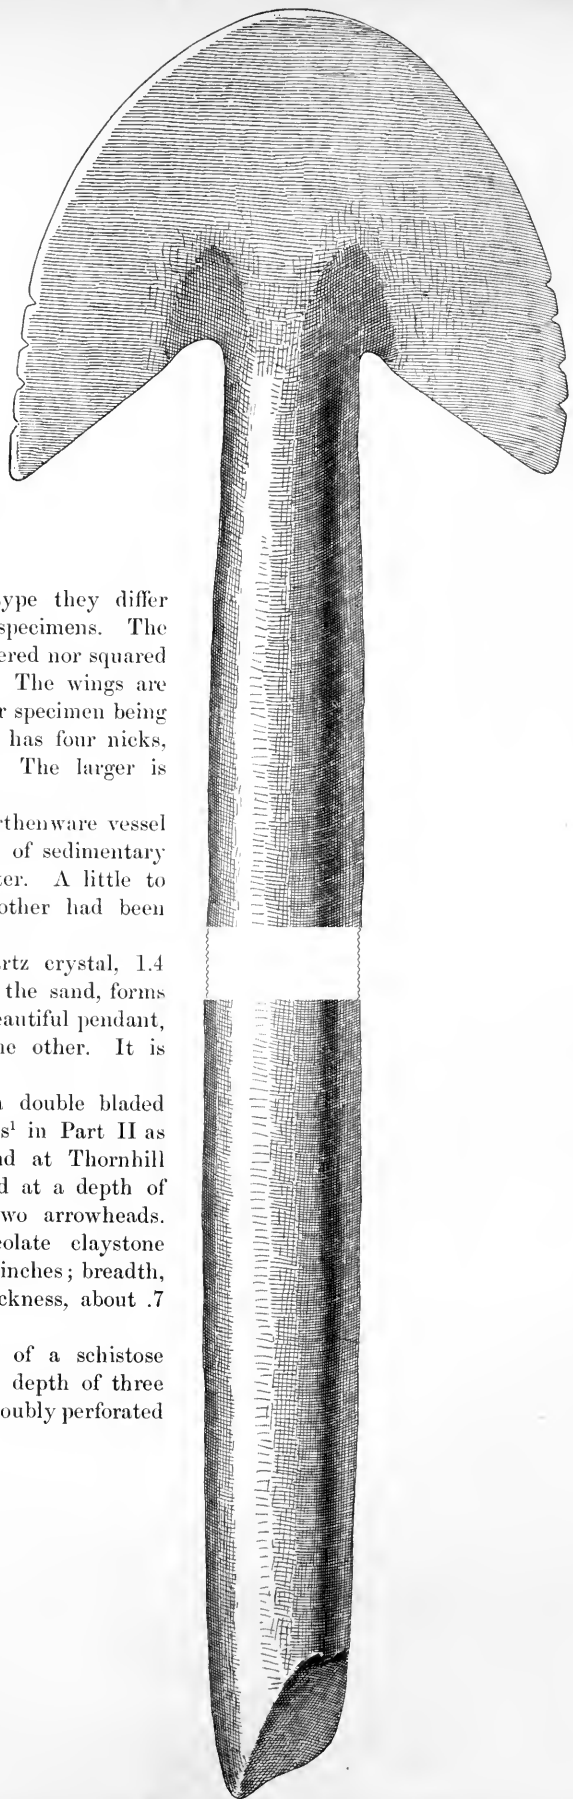 ype they differ
specimens. The
ered nor squared
The wings are
r specimen being
has four nicks,
The larger is
rthenware vessel
of sedimentary
ter. A little to
other had been
rtz crystal, 1.4
the sand, forms
eautiful pendant,
ne other. It is
double bladed
s¹ in Part II as
nd at Thornhill
d at a depth of
wo arrowheads.
olate claystone
inches; breadth,
ckness, about .7
of a schistose
depth of three
oubly perforated